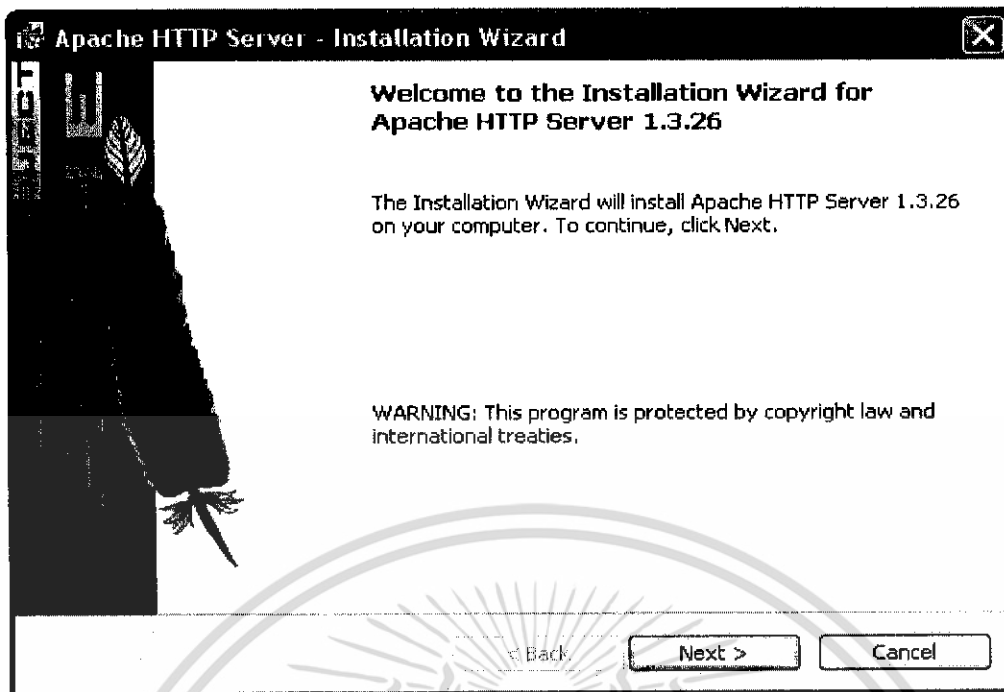 Apache HTTP Server - Installation Wizard
Welcome to the Installation Wizard for
Apache HTTP Server 1.3.26
The Installation Wizard will install Apache HTTP Server 1.3.26
on your computer. To continue, click Next.
WARNING: This program is protected by copyright law and
international treaties.
< Back
Next >
Cancel